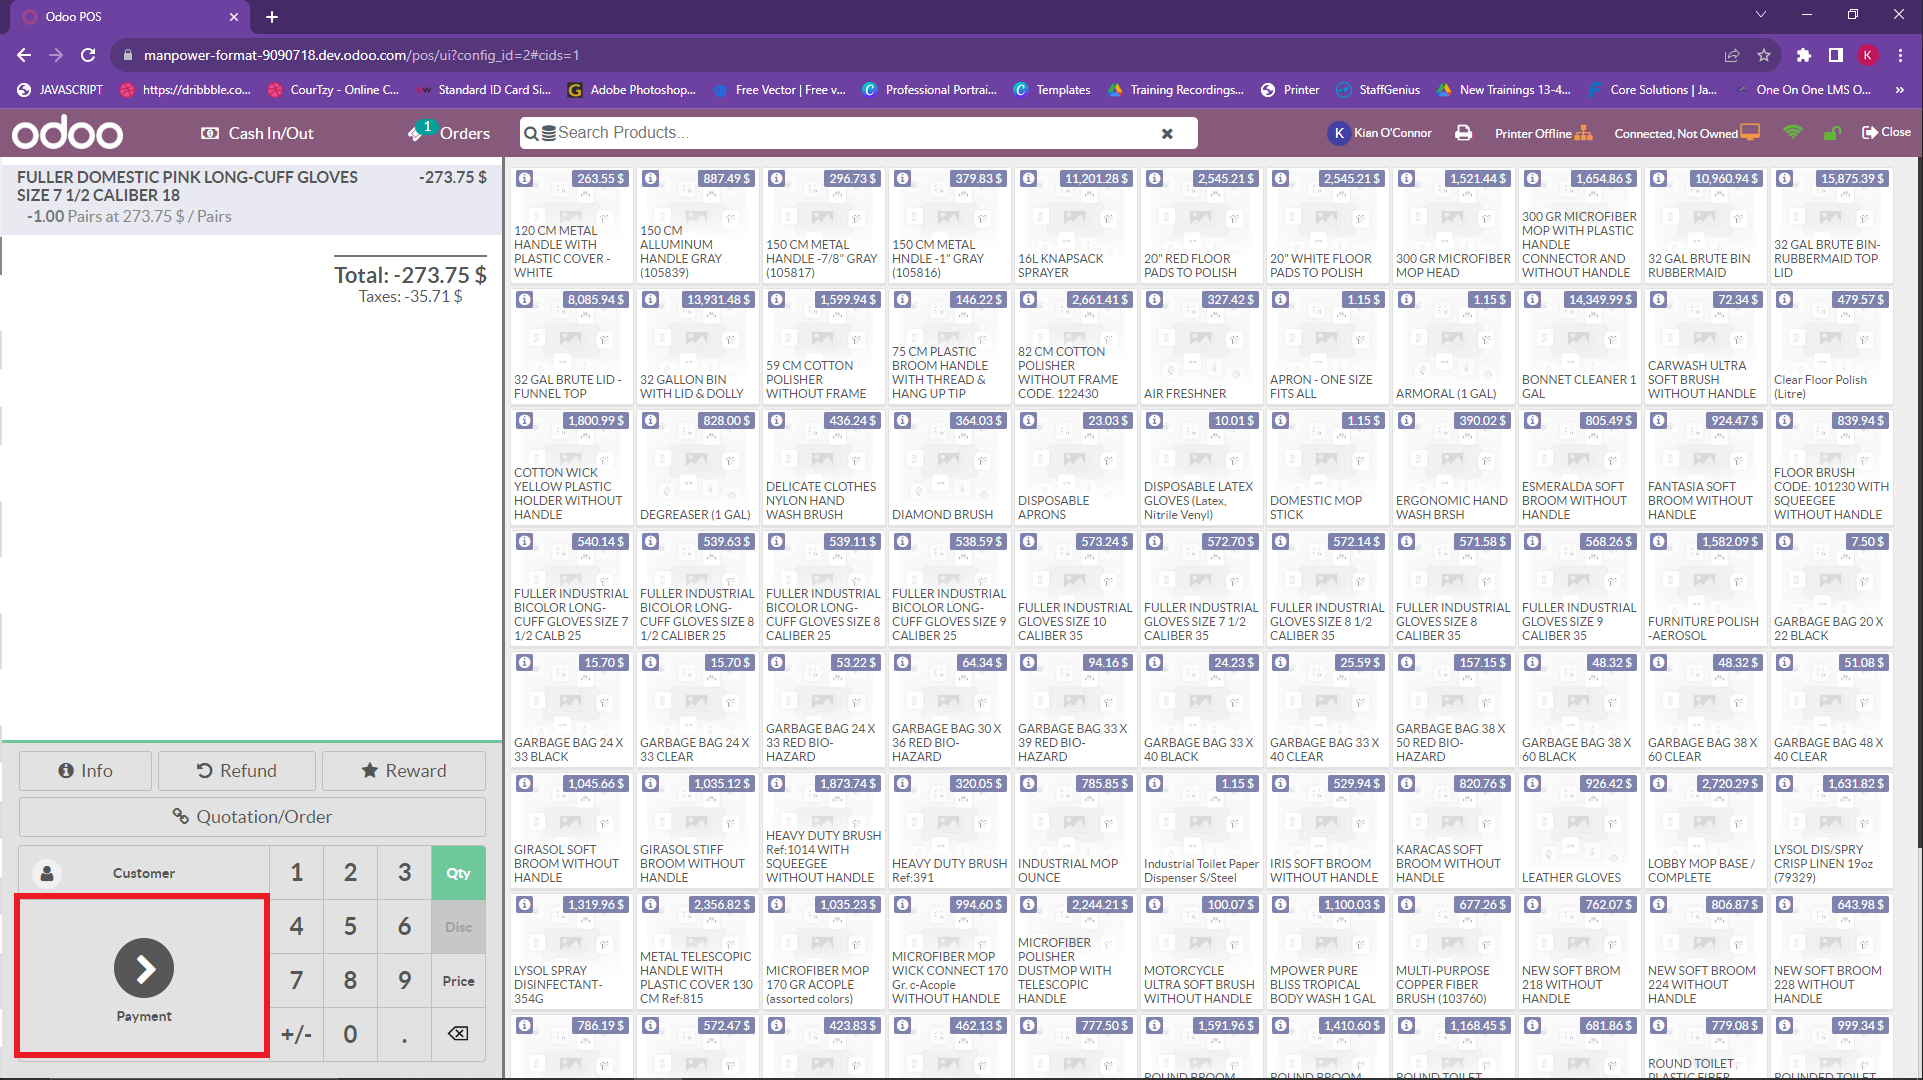 Odoo POS
manpower-format-9090718.dev.odoo.com/pos/ui?config_id=2#cids=1
K
JAVASCRIPT
https://dribbble.co...
CourTzy - Online C...
Standard ID Card Si...
Adobe Photoshop...
Free Vector | Free v...
Professional Portrai...
Templates
Training Recordings...
Printer
StaffGenius
New Trainings 13-4...
Core Solutions | Ja...
One On One LMS O...
»
odoo
Cash In/Out
1
Orders
Search Products...
K
Kian O'Connor
Printer Offline
Connected, Not Owned
Close
FULLER DOMESTIC PINK LONG-CUFF GLOVES
SIZE 7 1/2 CALIBER 18
-273.75 $
-1.00 Pairs at 273.75 $ / Pairs
Total: -273.75 $
Taxes: -35.71 $
Info
Refund
Reward
Quotation/Order
Customer
1 2 3 Qty
4 5 6 Disc
7 8 9 Price
+/- 0 .
Payment
263.55 $
120 CM METAL
HANDLE WITH
PLASTIC COVER -
WHITE
887.49 $
150 CM
ALLUMINUM
HANDLE GRAY
(105839)
296.73 $
150 CM METAL
HANDLE -7/8" GRAY
(105817)
379.83 $
150 CM METAL
HNDLE -1" GRAY
(105816)
11,201.28 $
16L KNAPSACK
SPRAYER
2,545.21 $
20" RED FLOOR
PADS TO POLISH
2,545.21 $
20" WHITE FLOOR
PADS TO POLISH
1,521.44 $
300 GR MICROFIBER
MOP HEAD
1,654.86 $
300 GR MICROFIBER
MOP WITH PLASTIC
HANDLE
CONNECTOR AND
WITHOUT HANDLE
10,960.94 $
32 GAL BRUTE BIN
RUBBERMAID
15,875.39 $
32 GAL BRUTE BIN-
RUBBERMAID TOP
LID
8,085.94 $
32 GAL BRUTE LID -
FUNNEL TOP
13,931.48 $
32 GALLON BIN
WITH LID & DOLLY
1,599.94 $
59 CM COTTON
POLISHER
WITHOUT FRAME
146.22 $
75 CM PLASTIC
BROOM HANDLE
WITH THREAD &
HANG UP TIP
2,661.41 $
82 CM COTTON
POLISHER
WITHOUT FRAME
CODE. 122430
327.42 $
AIR FRESHNER
1.15 $
APRON - ONE SIZE
FITS ALL
1.15 $
ARMORAL (1 GAL)
14,349.99 $
BONNET CLEANER 1
GAL
72.34 $
CARWASH ULTRA
SOFT BRUSH
WITHOUT HANDLE
479.57 $
Clear Floor Polish
(Litre)
1,800.99 $
COTTON WICK
YELLOW PLASTIC
HOLDER WITHOUT
HANDLE
828.00 $
DEGREASER (1 GAL)
436.24 $
DELICATE CLOTHES
NYLON HAND
WASH BRUSH
364.03 $
DIAMOND BRUSH
23.03 $
DISPOSABLE
APRONS
10.01 $
DISPOSABLE LATEX
GLOVES (Latex,
Nitrile Venyl)
1.15 $
DOMESTIC MOP
STICK
390.02 $
ERGONOMIC HAND
WASH BRSH
805.49 $
ESMERALDA SOFT
BROOM WITHOUT
HANDLE
924.47 $
FANTASIA SOFT
BROOM WITHOUT
HANDLE
839.94 $
FLOOR BRUSH
CODE: 101230 WITH
SQUEEGEE
WITHOUT HANDLE
540.14 $
FULLER INDUSTRIAL
BICOLOR LONG-
CUFF GLOVES SIZE 7
1/2 CALB 25
539.63 $
FULLER INDUSTRIAL
BICOLOR LONG-
CUFF GLOVES SIZE 8
1/2 CALIBER 25
539.11 $
FULLER INDUSTRIAL
BICOLOR LONG-
CUFF GLOVES SIZE 8
CALIBER 25
538.59 $
FULLER INDUSTRIAL
BICOLOR LONG-
CUFF GLOVES SIZE 9
CALIBER 25
573.24 $
FULLER INDUSTRIAL
GLOVES SIZE 10
CALIBER 35
572.70 $
FULLER INDUSTRIAL
GLOVES SIZE 7 1/2
CALIBER 35
572.14 $
FULLER INDUSTRIAL
GLOVES SIZE 8 1/2
CALIBER 35
571.58 $
FULLER INDUSTRIAL
GLOVES SIZE 8
CALIBER 35
568.26 $
FULLER INDUSTRIAL
GLOVES SIZE 9
CALIBER 35
1,582.09 $
FURNITURE POLISH
-AEROSOL
7.50 $
GARBAGE BAG 20 X
22 BLACK
15.70 $
GARBAGE BAG 24 X
33 BLACK
15.70 $
GARBAGE BAG 24 X
33 CLEAR
53.22 $
GARBAGE BAG 24 X
33 RED BIO-
HAZARD
64.34 $
GARBAGE BAG 30 X
36 RED BIO-
HAZARD
94.16 $
GARBAGE BAG 33 X
39 RED BIO-
HAZARD
24.23 $
GARBAGE BAG 33 X
40 BLACK
25.59 $
GARBAGE BAG 33 X
40 CLEAR
157.15 $
GARBAGE BAG 38 X
50 RED BIO-
HAZARD
48.32 $
GARBAGE BAG 38 X
60 BLACK
48.32 $
GARBAGE BAG 38 X
60 CLEAR
51.08 $
GARBAGE BAG 48 X
40 CLEAR
1,045.66 $
GIRASOL SOFT
BROOM WITHOUT
HANDLE
1,035.12 $
GIRASOL STIFF
BROOM WITHOUT
HANDLE
1,873.74 $
HEAVY DUTY BRUSH
Ref:1014 WITH
SQUEEGEE
WITHOUT HANDLE
320.05 $
HEAVY DUTY BRUSH
Ref:391
785.85 $
INDUSTRIAL MOP
OUNCE
1.15 $
Industrial Toilet Paper
Dispenser S/Steel
529.94 $
IRIS SOFT BROOM
WITHOUT HANDLE
820.76 $
KARACAS SOFT
BROOM WITHOUT
HANDLE
926.42 $
LEATHER GLOVES
2,720.29 $
LOBBY MOP BASE /
COMPLETE
1,631.82 $
LYSOL DIS/SPRY
CRISP LINEN 19oz
(79329)
1,319.96 $
LYSOL SPRAY
DISINFECTANT-
354G
2,356.82 $
METAL TELESCOPIC
HANDLE WITH
PLASTIC COVER 130
CM Ref:815
1,035.23 $
MICROFIBER MOP
170 GR ACOPLE
(assorted colors)
994.60 $
MICROFIBER MOP
WICK CONNECT 170
Gr. c-Acople
WITHOUT HANDLE
2,244.21 $
MICROFIBER
POLISHER
DUSTMOP WITH
TELESCOPIC
HANDLE
100.07 $
MOTORCYCLE
ULTRA SOFT BRUSH
WITHOUT HANDLE
1,100.03 $
MPOWER PURE
BLISS TROPICAL
BODY WASH 1 GAL
677.26 $
MULTI-PURPOSE
COPPER FIBER
BRUSH (103760)
762.07 $
NEW SOFT BROM
218 WITHOUT
HANDLE
806.87 $
NEW SOFT BROOM
224 WITHOUT
HANDLE
643.98 $
NEW SOFT BROOM
228 WITHOUT
HANDLE
786.19 $
572.47 $
423.83 $
462.13 $
777.50 $
1,591.96 $
ROUND BROOM
1,410.60 $
ROUND BROOM
1,168.45 $
ROUND TOILET
681.86 $
779.08 $
ROUND TOILET
PLASTIC FIBER
999.34 $
ROUNDED TOILET